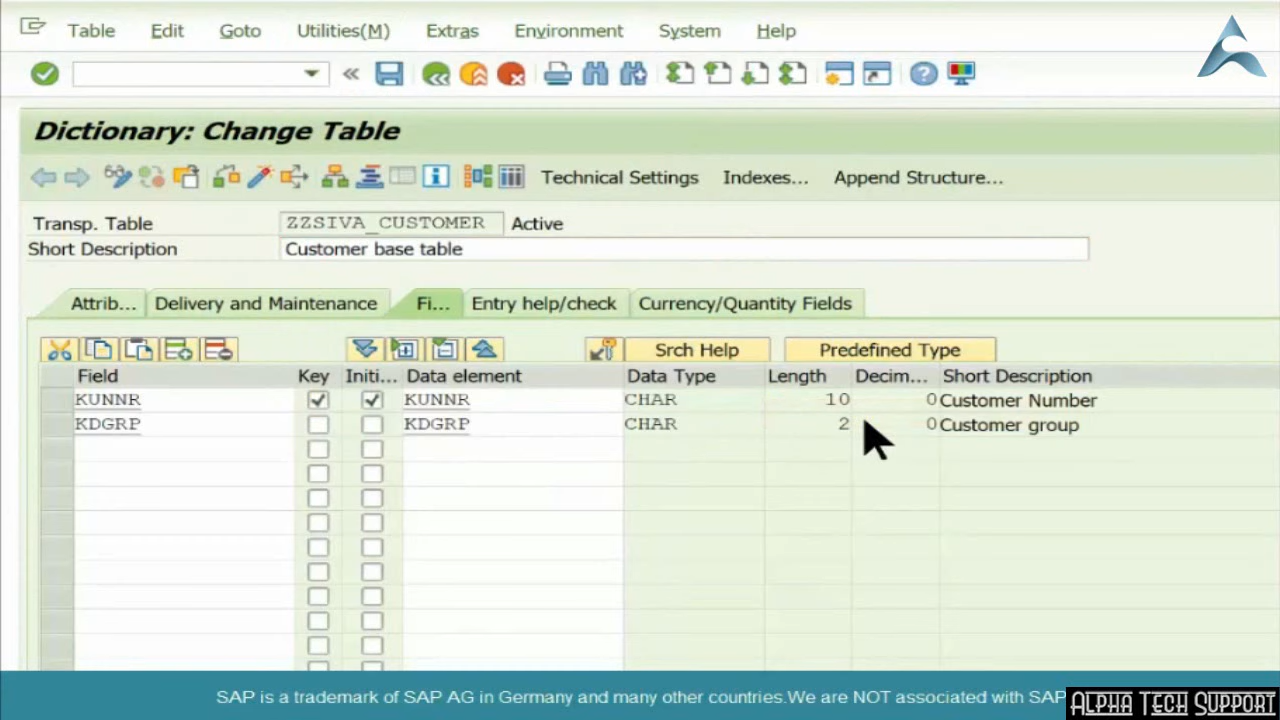 Table Edit Goto Utilities(M) Extras Environment System Help
Dictionary: Change Table
Technical Settings Indexes... Append Structure...
Transp. Table ZZSIVA_CUSTOMER Active
Short Description Customer base table
Attrib... Delivery and Maintenance Fi... Entry help/check Currency/Quantity Fields
Srch Help Predefined Type
Field Key Initi... Data element Data Type Length Decim... Short Description
KUNNR KUNNR CHAR 10 0 Customer Number
KDGRP KDGRP CHAR 2 0 Customer group
SAP is a trademark of SAP AG in Germany and many other countries.We are NOT associated with SAP
ALPHA TECH SUPPORT